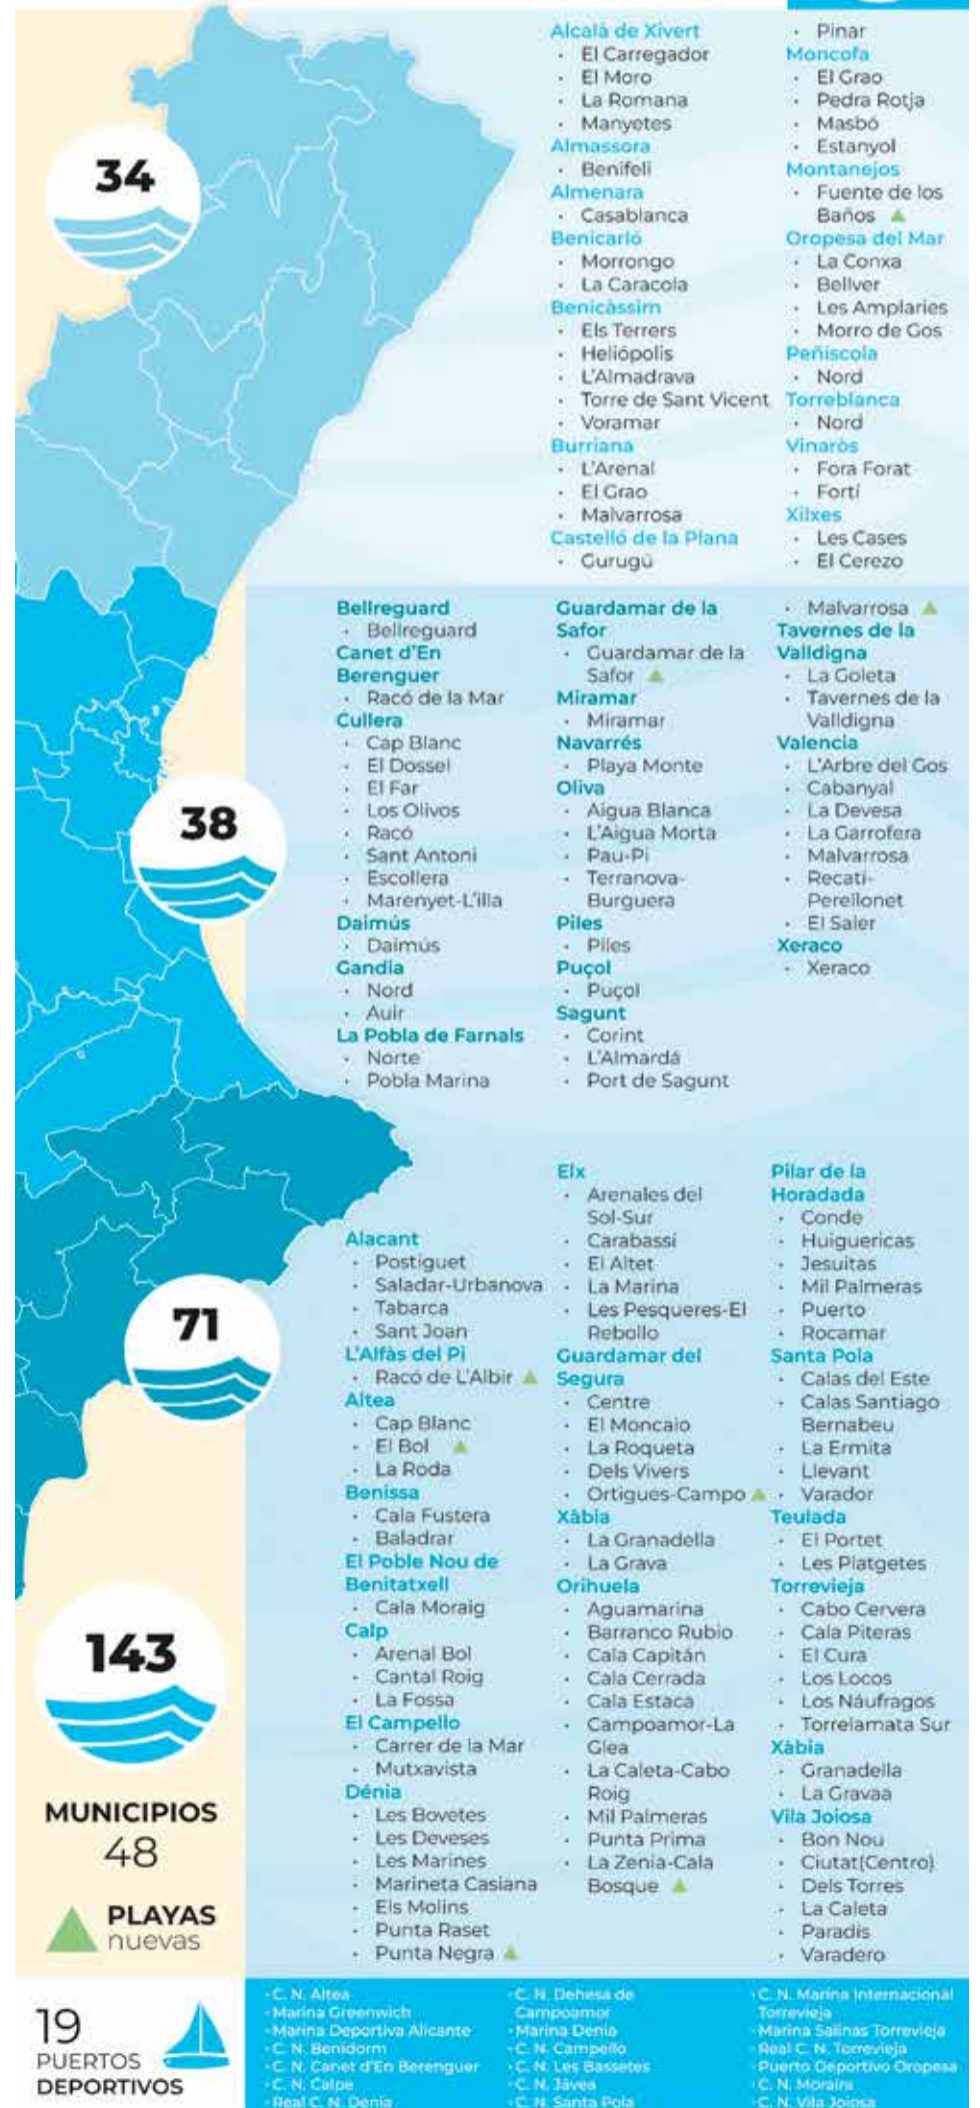 34
Alcalà de Xivert
· El Carregador
· El Moro
· La Romana
· Manyetes
Almassora
· Benifeli
Almenara
· Casablanca
Benicarló
· Morrongo
· La Caracola
Benicàssim
· Els Terrers
· Heliópolis
· L'Almadrava
· Torre de Sant Vicent
· Voramar
Burriana
· L'Arenal
· El Grao
· Malvarrosa
Castelló de la Plana
· Gurugú
· Pinar
Moncofa
· El Grao
· Pedra Rotja
· Masbó
· Estanyol
Montanejos
· Fuente de los
Baños
Oropesa del Mar
· La Conxa
· Bellver
· Les Amplaries
· Morro de Gos
Peñíscola
· Nord
Torreblanca
· Nord
Vinaròs
· Fora Forat
· Fortí
Xilxes
· Les Cases
· El Cerezo
38
Bellreguard
· Bellreguard
Canet d'En
Berenguer
· Racó de la Mar
Cullera
· Cap Blanc
· El Dossel
· El Far
· Los Olivos
· Racó
· Sant Antoni
· Escollera
· Marenyet-L'illa
Daimús
· Daimús
Gandia
· Nord
· Auir
La Pobla de Farnals
· Norte
· Pobla Marina
Guardamar de la
Safor
· Guardamar de la
Safor
Miramar
· Miramar
Navarrés
· Playa Monte
Oliva
· Aigua Blanca
· L'Aigua Morta
· Pau-Pi
· Terranova-
Burguera
Piles
· Piles
Puçol
· Puçol
Sagunt
· Corint
· L'Almardá
· Port de Sagunt
· Malvarrosa
Tavernes de la
Valldigna
· La Goleta
· Tavernes de la
Valldigna
Valencia
· L'Arbre del Gos
· Cabanyal
· La Devesa
· La Garrofera
· Malvarrosa
· Recatí-
Perellonet
· El Saler
Xeraco
· Xeraco
71
Alacant
· Postiguet
· Saladar-Urbanova
· Tabarca
· Sant Joan
L'Alfàs del Pi
· Racó de L'Albir
Altea
· Cap Blanc
· El Bol
· La Roda
Benissa
· Cala Fustera
· Baladrar
El Poble Nou de
Benitatxell
· Cala Moraig
Calp
· Arenal Bol
· Cantal Roig
· La Fossa
El Campello
· Carrer de la Mar
· Mutxavista
Dénia
· Les Bovetes
· Les Deveses
· Les Marines
· Marineta Casiana
· Els Molins
· Punta Raset
· Punta Negra
Elx
· Arenales del
Sol-Sur
· Carabassí
· El Altet
· La Marina
· Les Pesqueres-El
Rebollo
Guardamar del
Segura
· Centre
· El Moncaio
· La Roqueta
· Dels Vivers
· Ortigues-Campo
Xàbia
· La Granadella
· La Grava
Orihuela
· Aguamarina
· Barranco Rubio
· Cala Capitán
· Cala Cerrada
· Cala Estaca
· Campoamor-La
Glea
· La Caleta-Cabo
Roig
· Mil Palmeras
· Punta Prima
· La Zenia-Cala
Bosque
Pilar de la
Horadada
· Conde
· Huiguericas
· Jesuitas
· Mil Palmeras
· Puerto
· Rocamar
Santa Pola
· Calas del Este
· Calas Santiago
Bernabeu
· La Ermita
· Llevant
· Varador
Teulada
· El Portet
· Les Platgetes
Torrevieja
· Cabo Cervera
· Cala Piteras
· El Cura
· Los Locos
· Los Náufragos
· Torrelamata Sur
Xàbia
· Granadella
· La Gravaa
Vila Joiosa
· Bon Nou
· Ciutat(Centro)
· Dels Torres
· La Caleta
· Paradís
· Varadero
143
MUNICIPIOS
48
PLAYAS
nuevas
19
PUERTOS
DEPORTIVOS
· C. N. Altea
· Marina Greenwich
· Marina Deportiva Alicante
· C. N. Benidorm
· C. N. Canet d'En Berenguer
· C. N. Calpe
· Real C. N. Denia
· C. N. Dehesa de
Campoamor
· Marina Denia
· C. N. Campello
· C. N. Les Bassetes
· C. N. Jávea
· C. N. Santa Pola
· C. N. Marina Internacional
Torrevieja
· Marina Salinas Torrevieja
· Real C. N. Torrevieja
· Puerto Deportivo Oropesa
· C. N. Moraira
· C. N. Vila Joiosa